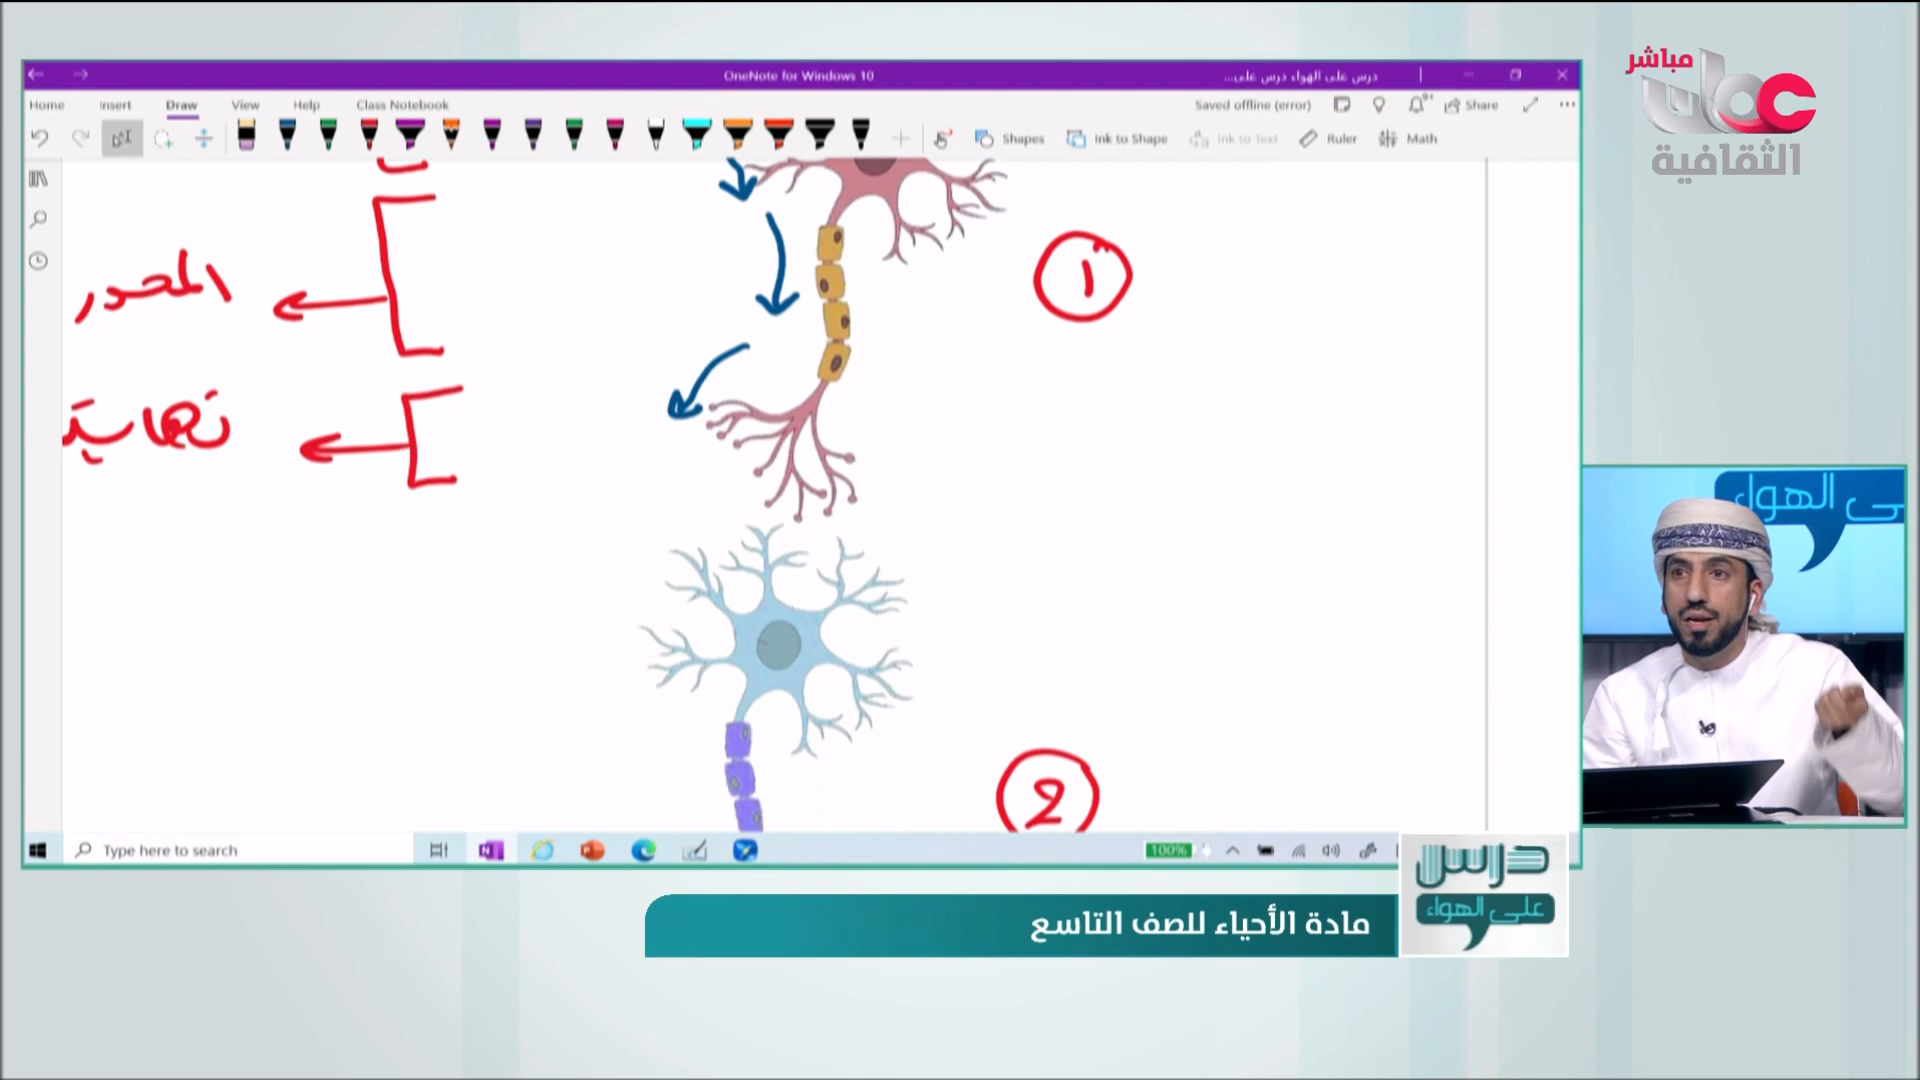 مباشر
عمان
الثقافية
OneNote for Windows 10
درس على الهواء درس على...
Home Insert Draw View Help Class Notebook
Saved offline (error) Share
Shapes Ink to Shape Ink to Text Ruler Math
١
المحور
نهاية
2
لى الهواء
Type here to search
100%
درس
على الهواء
مادة الأحياء للصف التاسع